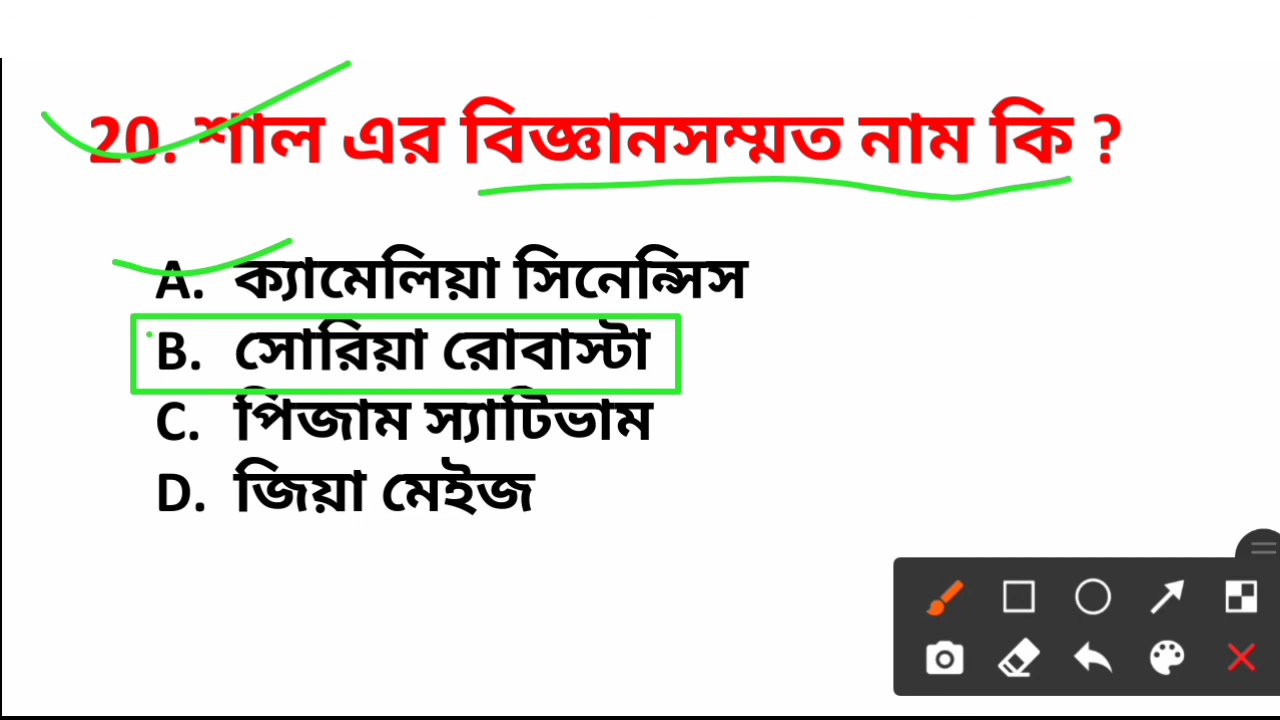 20. শাল এর বিজ্ঞানসম্মত নাম কি ?
A. ক্যামেলিয়া সিনেন্সিস
B. সোরিয়া রোবাস্টা
C. পিজাম স্যাটিভাম
D. জিয়া মেইজ